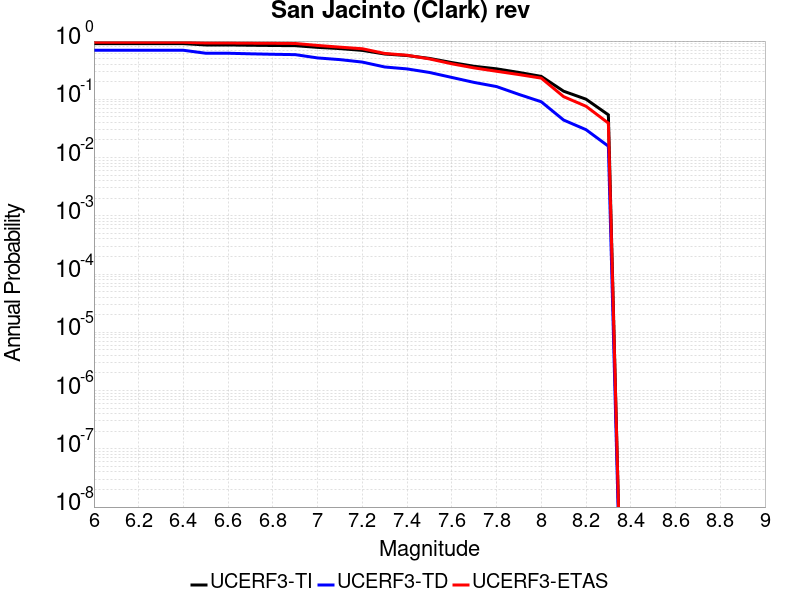 San Jacinto (Clark) rev
Annual Probability
10^0
10^-1
10^-2
10^-3
10^-4
10^-5
10^-6
10^-7
10^-8
6 6.2 6.4 6.6 6.8 7 7.2 7.4 7.6 7.8 8 8.2 8.4 8.6 8.8 9
Magnitude
UCERF3-TI UCERF3-TD UCERF3-ETAS